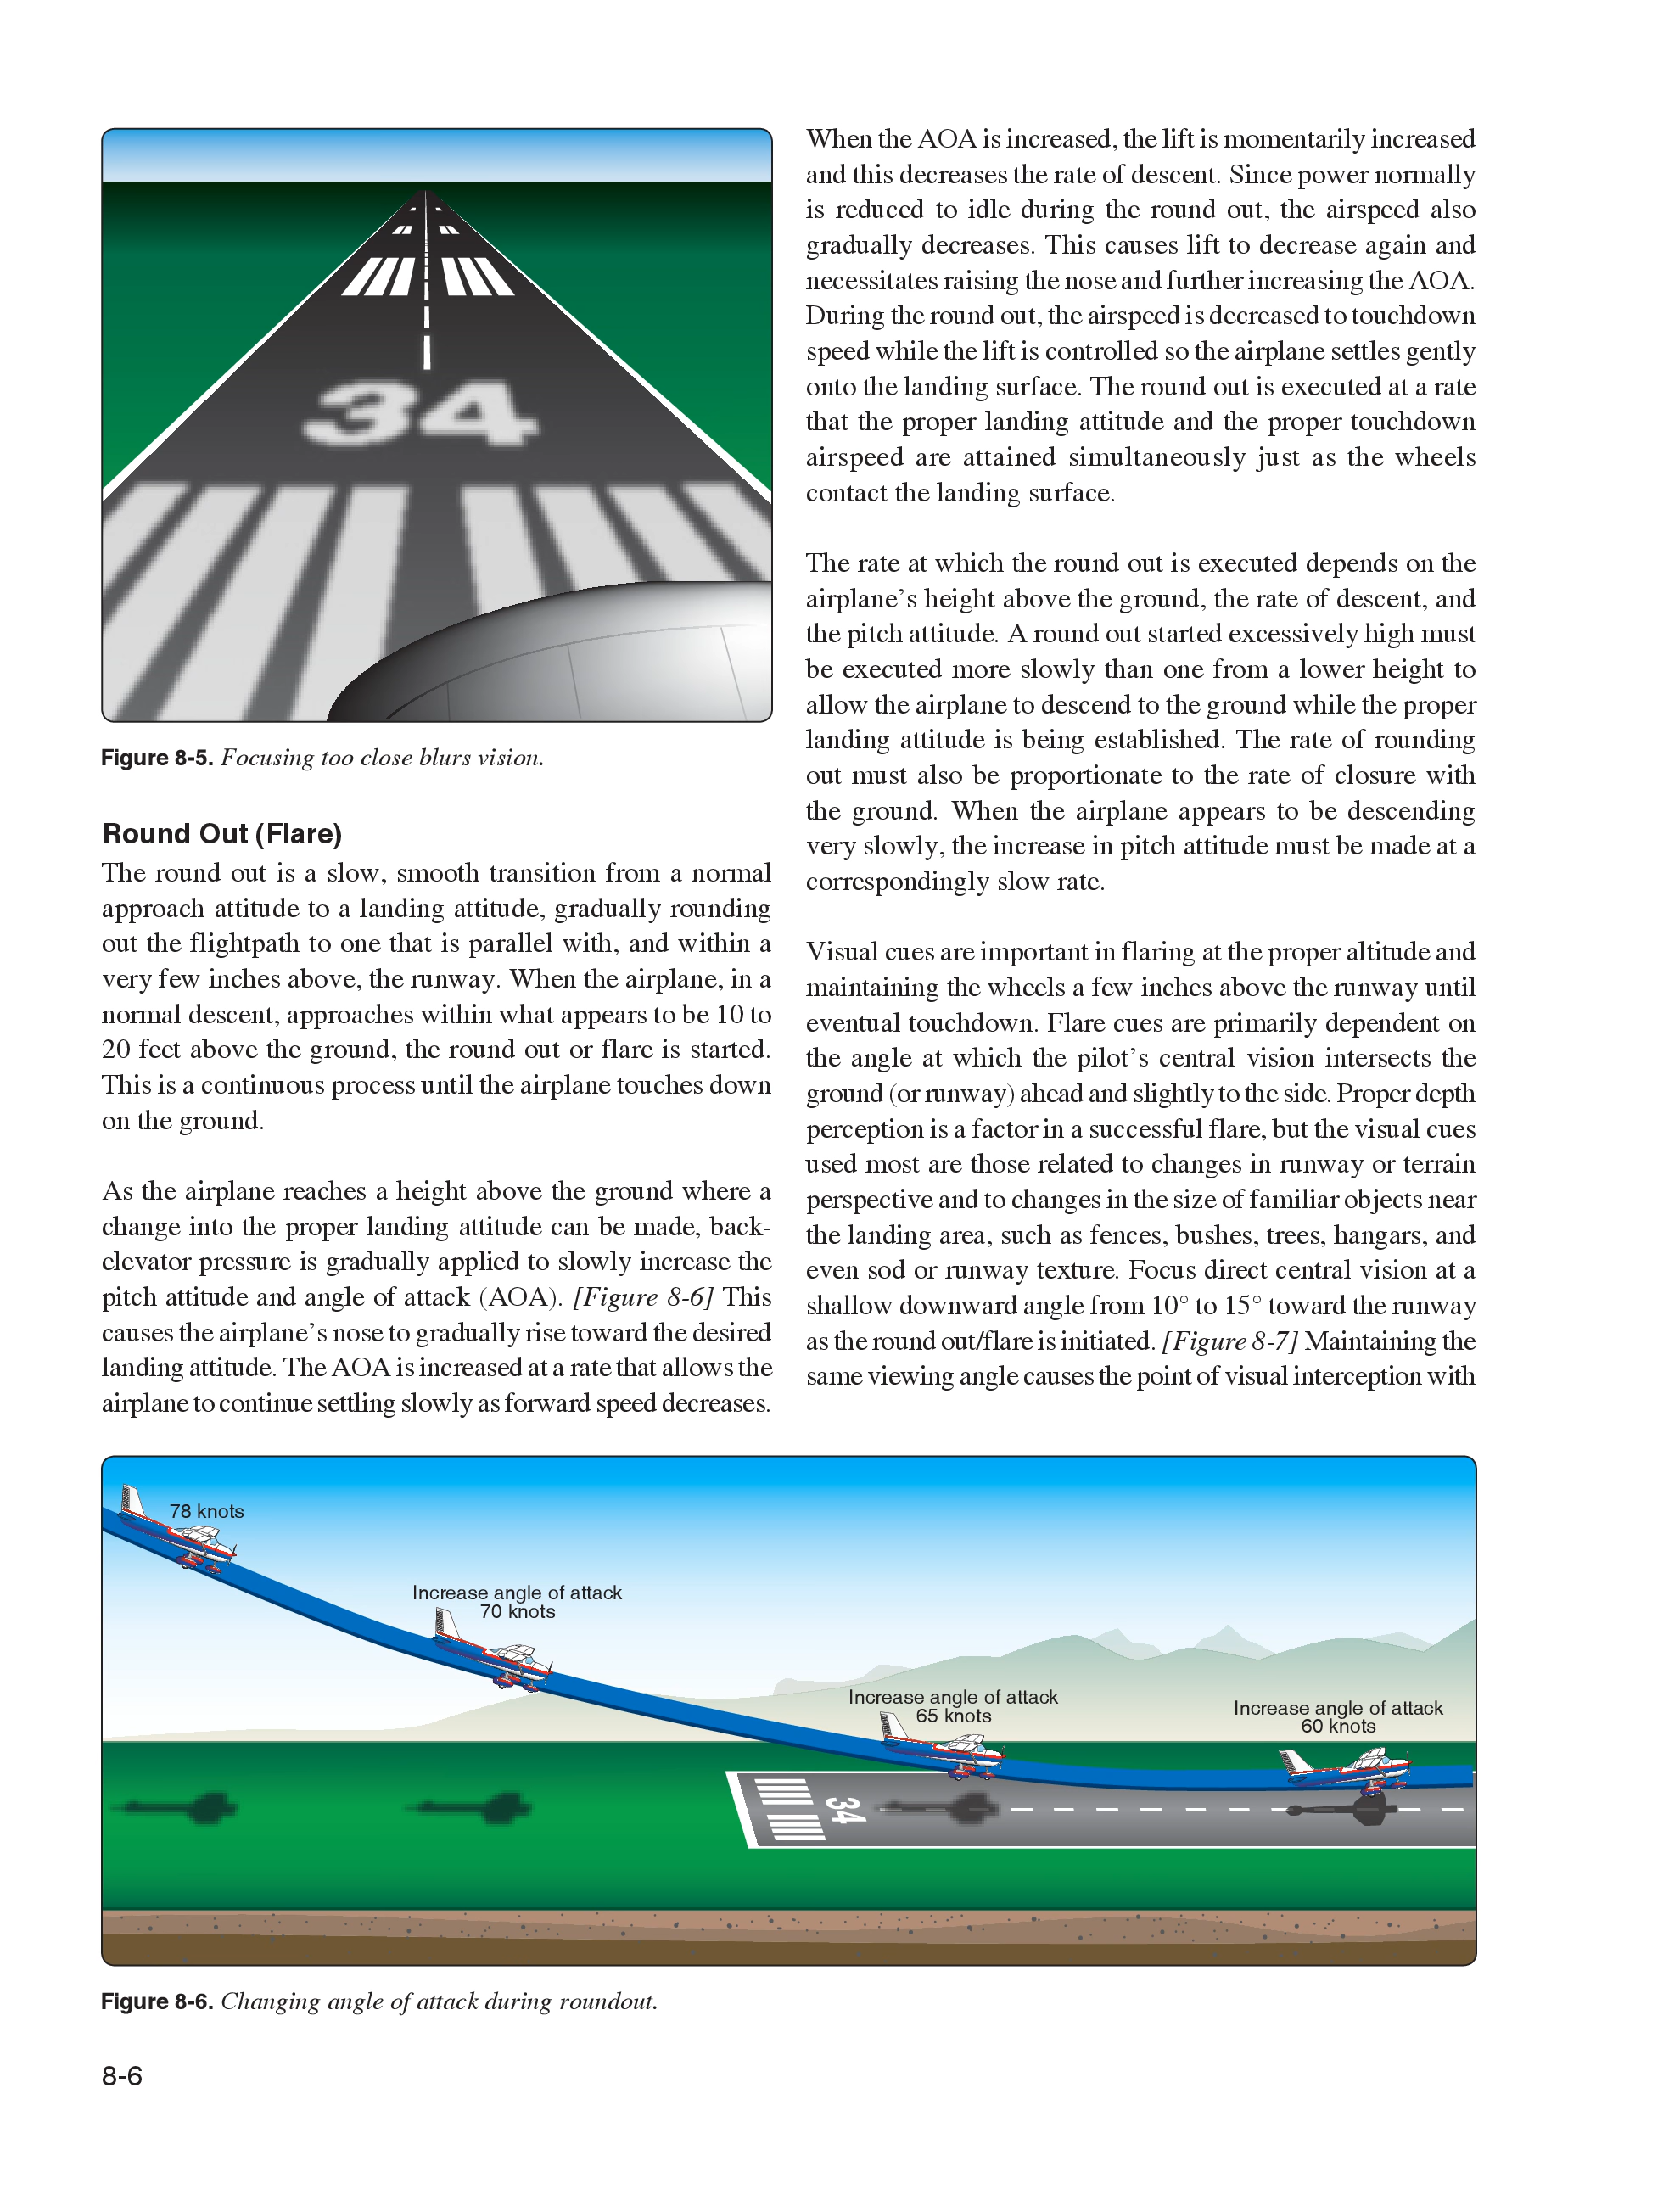 34
Figure 8-5. Focusing too close blurs vision.
Round Out (Flare)
The round out is a slow, smooth transition from a normal
approach attitude to a landing attitude, gradually rounding
out the flightpath to one that is parallel with, and within a
very few inches above, the runway. When the airplane, in a
normal descent, approaches within what appears to be 10 to
20 feet above the ground, the round out or flare is started.
This is a continuous process until the airplane touches down
on the ground.
As the airplane reaches a height above the ground where a
change into the proper landing attitude can be made, back-
elevator pressure is gradually applied to slowly increase the
pitch attitude and angle of attack (AOA). [Figure 8-6] This
causes the airplane’s nose to gradually rise toward the desired
landing attitude. The AOA is increased at a rate that allows the
airplane to continue settling slowly as forward speed decreases.
When the AOA is increased, the lift is momentarily increased
and this decreases the rate of descent. Since power normally
is reduced to idle during the round out, the airspeed also
gradually decreases. This causes lift to decrease again and
necessitates raising the nose and further increasing the AOA.
During the round out, the airspeed is decreased to touchdown
speed while the lift is controlled so the airplane settles gently
onto the landing surface. The round out is executed at a rate
that the proper landing attitude and the proper touchdown
airspeed are attained simultaneously just as the wheels
contact the landing surface.
The rate at which the round out is executed depends on the
airplane’s height above the ground, the rate of descent, and
the pitch attitude. A round out started excessively high must
be executed more slowly than one from a lower height to
allow the airplane to descend to the ground while the proper
landing attitude is being established. The rate of rounding
out must also be proportionate to the rate of closure with
the ground. When the airplane appears to be descending
very slowly, the increase in pitch attitude must be made at a
correspondingly slow rate.
Visual cues are important in flaring at the proper altitude and
maintaining the wheels a few inches above the runway until
eventual touchdown. Flare cues are primarily dependent on
the angle at which the pilot’s central vision intersects the
ground (or runway) ahead and slightly to the side. Proper depth
perception is a factor in a successful flare, but the visual cues
used most are those related to changes in runway or terrain
perspective and to changes in the size of familiar objects near
the landing area, such as fences, bushes, trees, hangars, and
even sod or runway texture. Focus direct central vision at a
shallow downward angle from 10° to 15° toward the runway
as the round out/flare is initiated. [Figure 8-7] Maintaining the
same viewing angle causes the point of visual interception with
78 knots
Increase angle of attack
70 knots
Increase angle of attack
65 knots
Increase angle of attack
60 knots
34
Figure 8-6. Changing angle of attack during roundout.
8-6